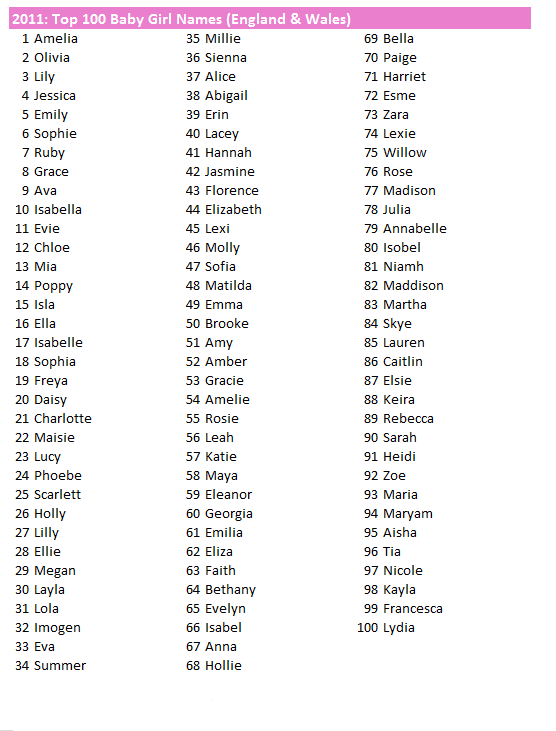 2011: Top 100 Baby Girl Names (England & Wales)
1 Amelia
2 Olivia
3 Lily
4 Jessica
5 Emily
6 Sophie
7 Ruby
8 Grace
9 Ava
10 Isabella
11 Evie
12 Chloe
13 Mia
14 Poppy
15 Isla
16 Ella
17 Isabelle
18 Sophia
19 Freya
20 Daisy
21 Charlotte
22 Maisie
23 Lucy
24 Phoebe
25 Scarlett
26 Holly
27 Lilly
28 Ellie
29 Megan
30 Layla
31 Lola
32 Imogen
33 Eva
34 Summer
35 Millie
36 Sienna
37 Alice
38 Abigail
39 Erin
40 Lacey
41 Hannah
42 Jasmine
43 Florence
44 Elizabeth
45 Lexi
46 Molly
47 Sofia
48 Matilda
49 Emma
50 Brooke
51 Amy
52 Amber
53 Gracie
54 Amelie
55 Rosie
56 Leah
57 Katie
58 Maya
59 Eleanor
60 Georgia
61 Emilia
62 Eliza
63 Faith
64 Bethany
65 Evelyn
66 Isabel
67 Anna
68 Hollie
69 Bella
70 Paige
71 Harriet
72 Esme
73 Zara
74 Lexie
75 Willow
76 Rose
77 Madison
78 Julia
79 Annabelle
80 Isobel
81 Niamh
82 Maddison
83 Martha
84 Skye
85 Lauren
86 Caitlin
87 Elsie
88 Keira
89 Rebecca
90 Sarah
91 Heidi
92 Zoe
93 Maria
94 Maryam
95 Aisha
96 Tia
97 Nicole
98 Kayla
99 Francesca
100 Lydia